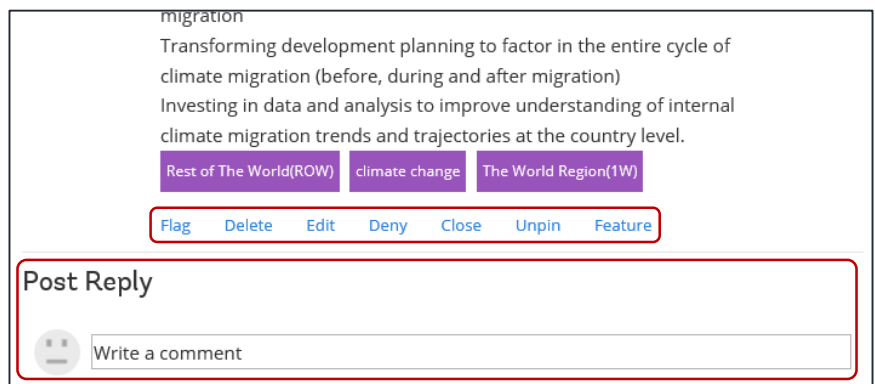 migration
Transforming development planning to factor in the entire cycle of
climate migration (before, during and after migration)
Investing in data and analysis to improve understanding of internal
climate migration trends and trajectories at the country level.
Rest of The World(ROW) climate change The World Region(1W)
Flag Delete Edit Deny Close Unpin Feature
Post Reply
Write a comment